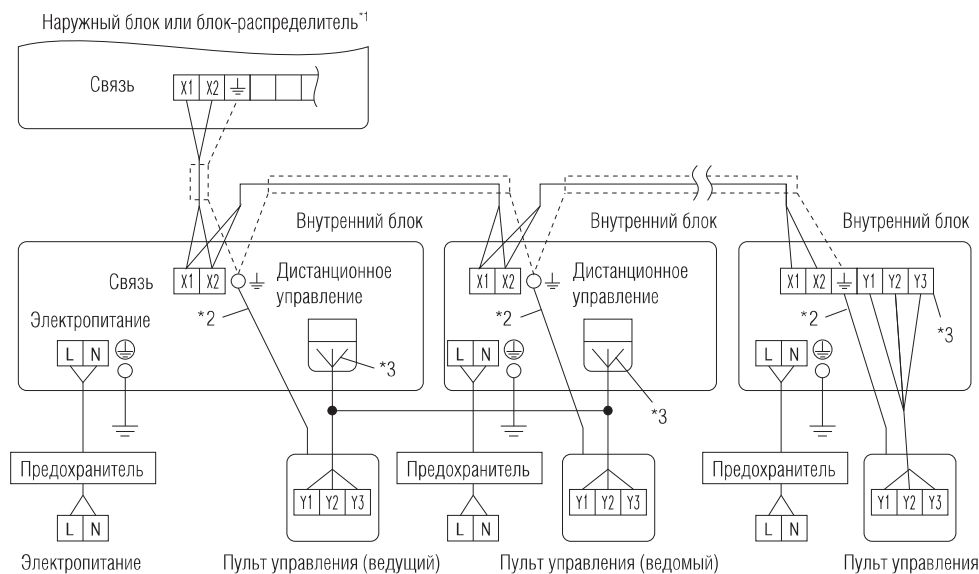 Наружный блок или блок-распределитель*1
Связь
X1 X2
Внутренний блок
Внутренний блок
Внутренний блок
Связь
X1 X2
Дистанционное
управление
X1 X2
Дистанционное
управление
X1 X2 Y1 Y2 Y3
Электропитание
*2
*2
*2
*3
L N
*3
L N
*3
L N
Предохранитель
Предохранитель
Предохранитель
Y1 Y2 Y3
Y1 Y2 Y3
Y1 Y2 Y3
L N
L N
L N
Электропитание
Пульт управления (ведущий)
Пульт управления (ведомый)
Пульт управления